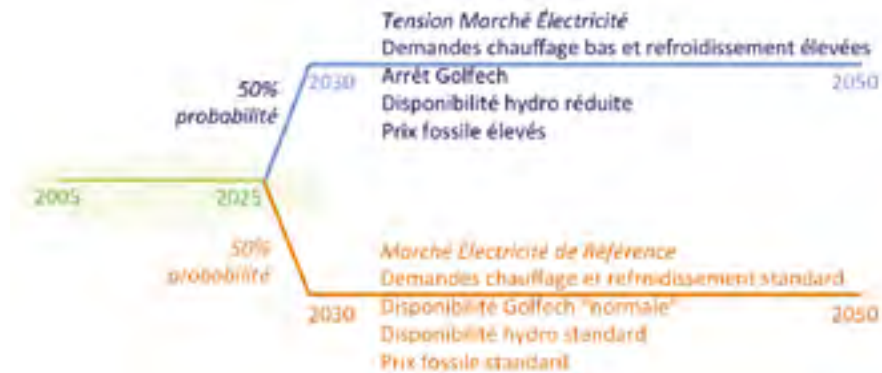 Tension Marché Électricité
Demandes chauffage bas et refroidissement élevées
50%
probabilité
2030
Arrêt Golfech
2050
Disponibilité hydro réduite
Prix fossile élevés
2005
2025
50%
probabilité
Marché Électricité de Référence
Demandes chauffage et refroidissement standard
2030
Disponibilité Golfech "normale"
2050
Disponibilité hydro standard
Prix fossile standard